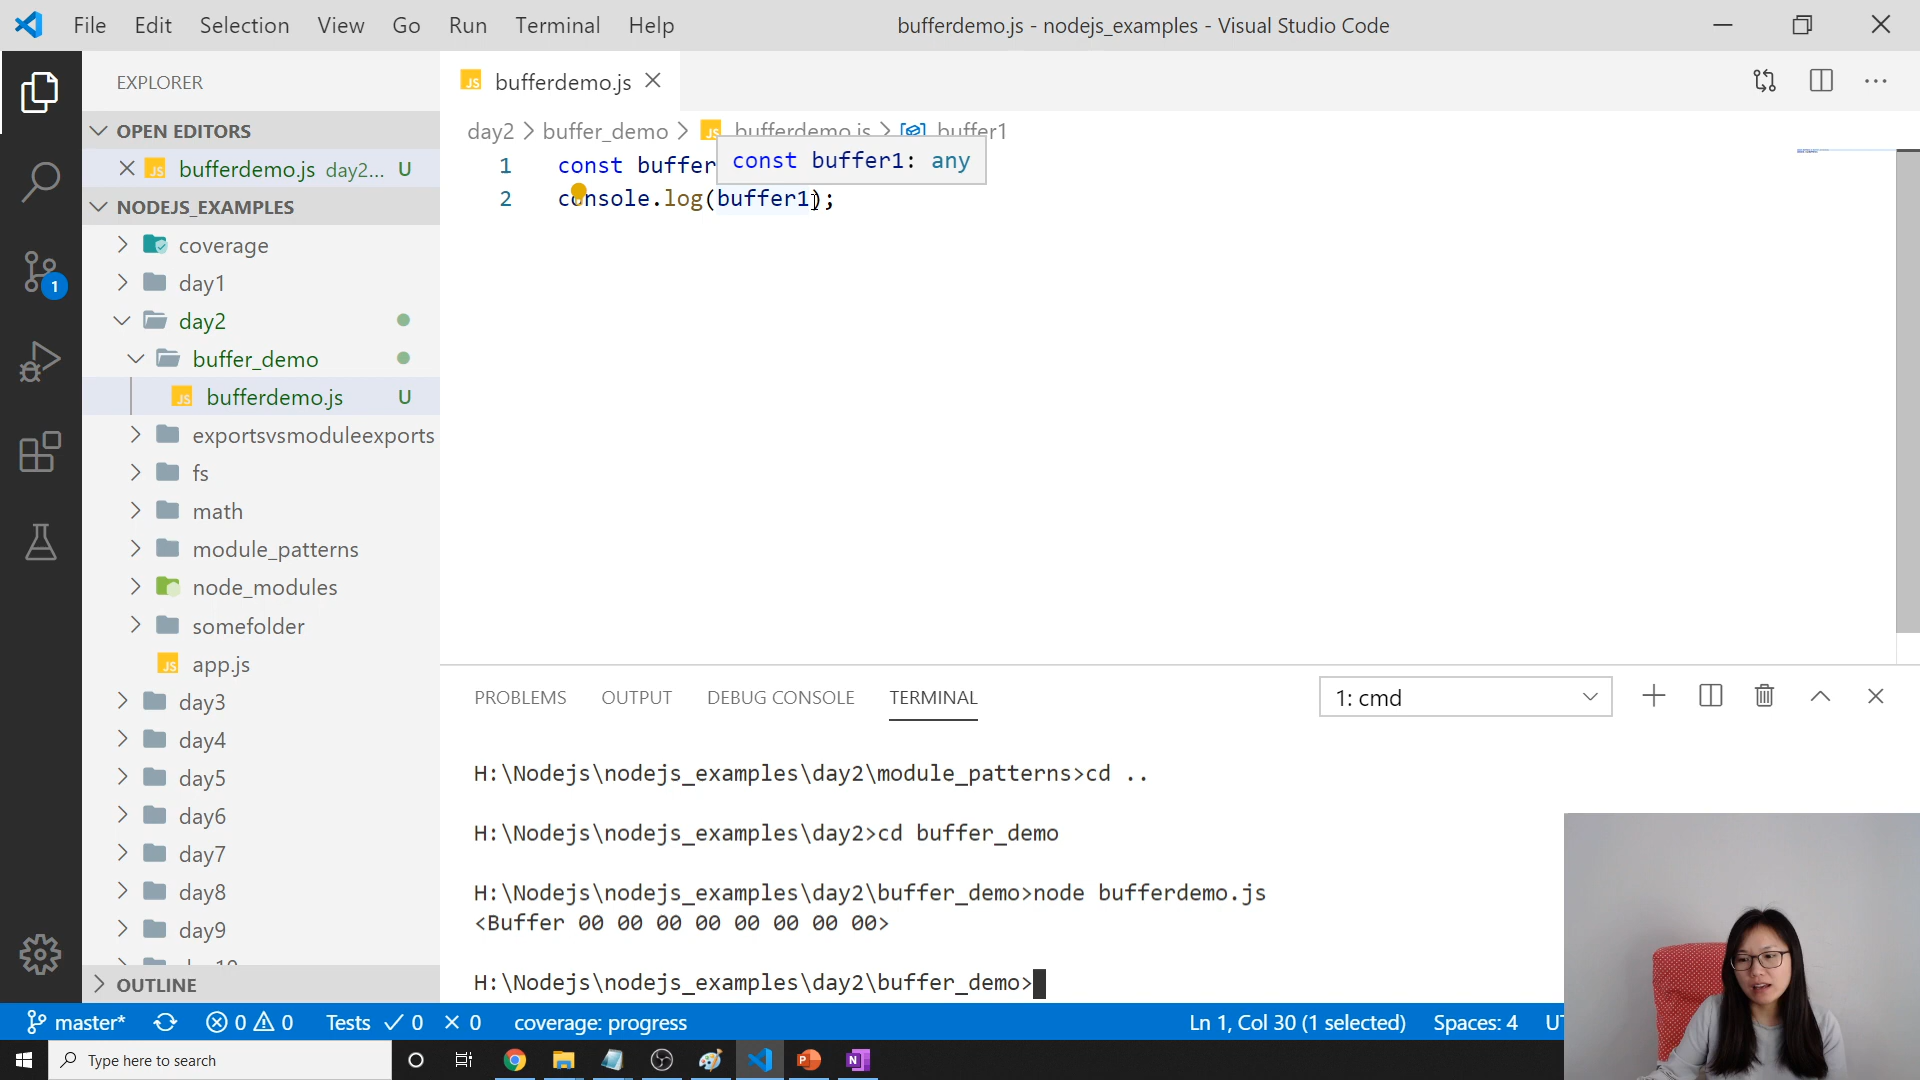 File Edit Selection View Go Run Terminal Help
bufferdemo.js - nodejs_examples - Visual Studio Code
EXPLORER
OPEN EDITORS
JS bufferdemo.js day2... U
NODEJS_EXAMPLES
coverage
day1
day2
buffer_demo
JS bufferdemo.js U
exportsvsmoduleexports
fs
math
module_patterns
node_modules
somefolder
JS app.js
day3
day4
day5
day6
day7
day8
day9
OUTLINE
JS bufferdemo.js
day2 > buffer_demo > JS bufferdemo.js > buffer1
1 const buffer
const buffer1: any
2 console.log(buffer1);
PROBLEMS OUTPUT DEBUG CONSOLE TERMINAL
1: cmd
H:\Nodejs\nodejs_examples\day2\module_patterns>cd ..
H:\Nodejs\nodejs_examples\day2>cd buffer_demo
H:\Nodejs\nodejs_examples\day2\buffer_demo>node bufferdemo.js
<Buffer 00 00 00 00 00 00 00 00>
H:\Nodejs\nodejs_examples\day2\buffer_demo>
1
master* 0 0 Tests 0 0 coverage: progress Ln 1, Col 30 (1 selected) Spaces: 4
Type here to search